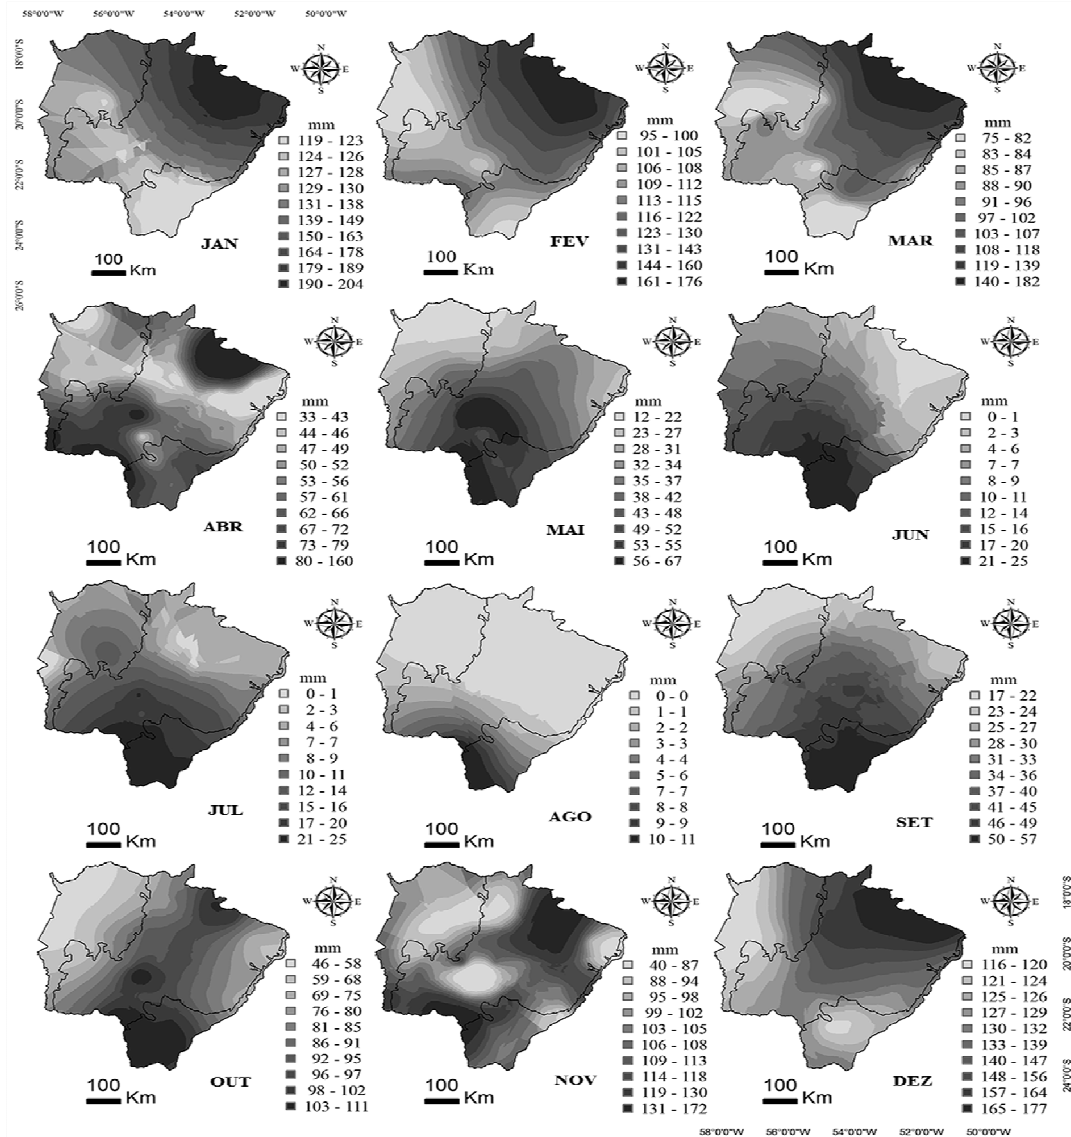 58°0'0"W 56°0'0"W 54°0'0"W 52°0'0"W 50°0'0"W
18°0'0"S
20°0'0"S
22°0'0"S
24°0'0"S
26°0'0"S
N
W E
S
mm
119 - 123
124 - 126
127 - 128
129 - 130
131 - 138
139 - 149
150 - 163
164 - 178
179 - 189
190 - 204
JAN
100
Km
N
W E
S
mm
95 - 100
101 - 105
106 - 108
109 - 112
113 - 115
116 - 122
123 - 130
131 - 143
144 - 160
161 - 176
FEV
100
Km
N
W E
S
mm
75 - 82
83 - 84
85 - 87
88 - 90
91 - 96
97 - 102
103 - 107
108 - 118
119 - 139
140 - 182
MAR
100
Km
N
W E
S
mm
33 - 43
44 - 46
47 - 49
50 - 52
53 - 56
57 - 61
62 - 66
67 - 72
73 - 79
80 - 160
ABR
100
Km
N
W E
S
mm
12 - 22
23 - 27
28 - 31
32 - 34
35 - 37
38 - 42
43 - 48
49 - 52
53 - 55
56 - 67
MAI
100
Km
N
W E
S
mm
0 - 1
2 - 3
4 - 6
7 - 7
8 - 9
10 - 11
12 - 14
15 - 16
17 - 20
21 - 25
JUN
100
Km
N
W E
S
mm
0 - 1
2 - 3
4 - 6
7 - 7
8 - 9
10 - 11
12 - 14
15 - 16
17 - 20
21 - 25
JUL
100
Km
N
W E
S
mm
0 - 0
1 - 1
2 - 2
3 - 3
4 - 4
5 - 6
7 - 7
8 - 8
9 - 9
10 - 11
AGO
100
Km
N
W E
S
mm
17 - 22
23 - 24
25 - 27
28 - 30
31 - 33
34 - 36
37 - 40
41 - 45
46 - 49
50 - 57
SET
100
Km
N
W E
S
mm
46 - 58
59 - 68
69 - 75
76 - 80
81 - 85
86 - 91
92 - 95
96 - 97
98 - 102
103 - 111
OUT
100
Km
N
W E
S
mm
40 - 87
88 - 94
95 - 98
99 - 102
103 - 105
106 - 108
109 - 113
114 - 118
119 - 130
131 - 172
NOV
100
Km
N
W E
S
mm
116 - 120
121 - 124
125 - 126
127 - 129
130 - 132
133 - 139
140 - 147
148 - 156
157 - 164
165 - 177
DEZ
100
Km
18°0'0"S
20°0'0"S
22°0'0"S
24°0'0"S
58°0'0"W 56°0'0"W 54°0'0"W 52°0'0"W 50°0'0"W